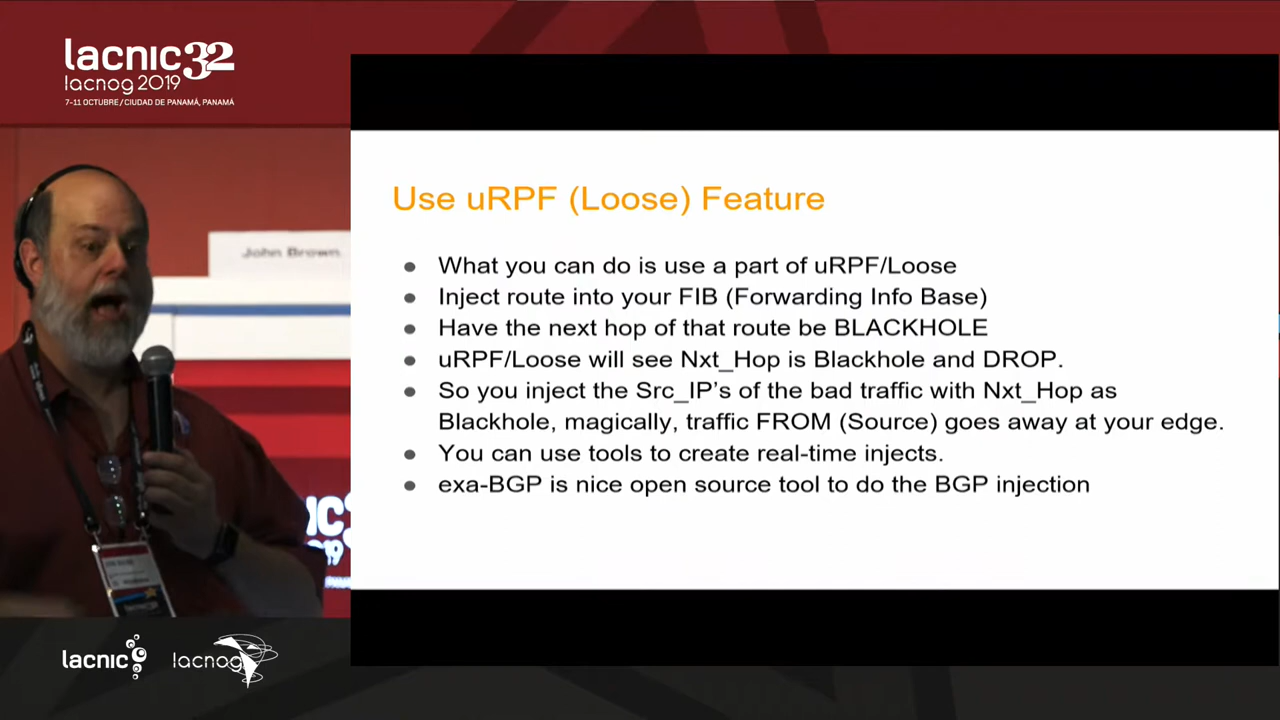 lacnic32
lacnog 2019
7-11 OCTUBRE / CIUDAD DE PANAMÁ, PANAMÁ
John Brown
Use uRPF (Loose) Feature
● What you can do is use a part of uRPF/Loose
● Inject route into your FIB (Forwarding Info Base)
● Have the next hop of that route be BLACKHOLE
● uRPF/Loose will see Nxt_Hop is Blackhole and DROP.
● So you inject the Src_IP's of the bad traffic with Nxt_Hop as
Blackhole, magically, traffic FROM (Source) goes away at your edge.
● You can use tools to create real-time injects.
● exa-BGP is nice open source tool to do the BGP injection
lacnic
lacnog